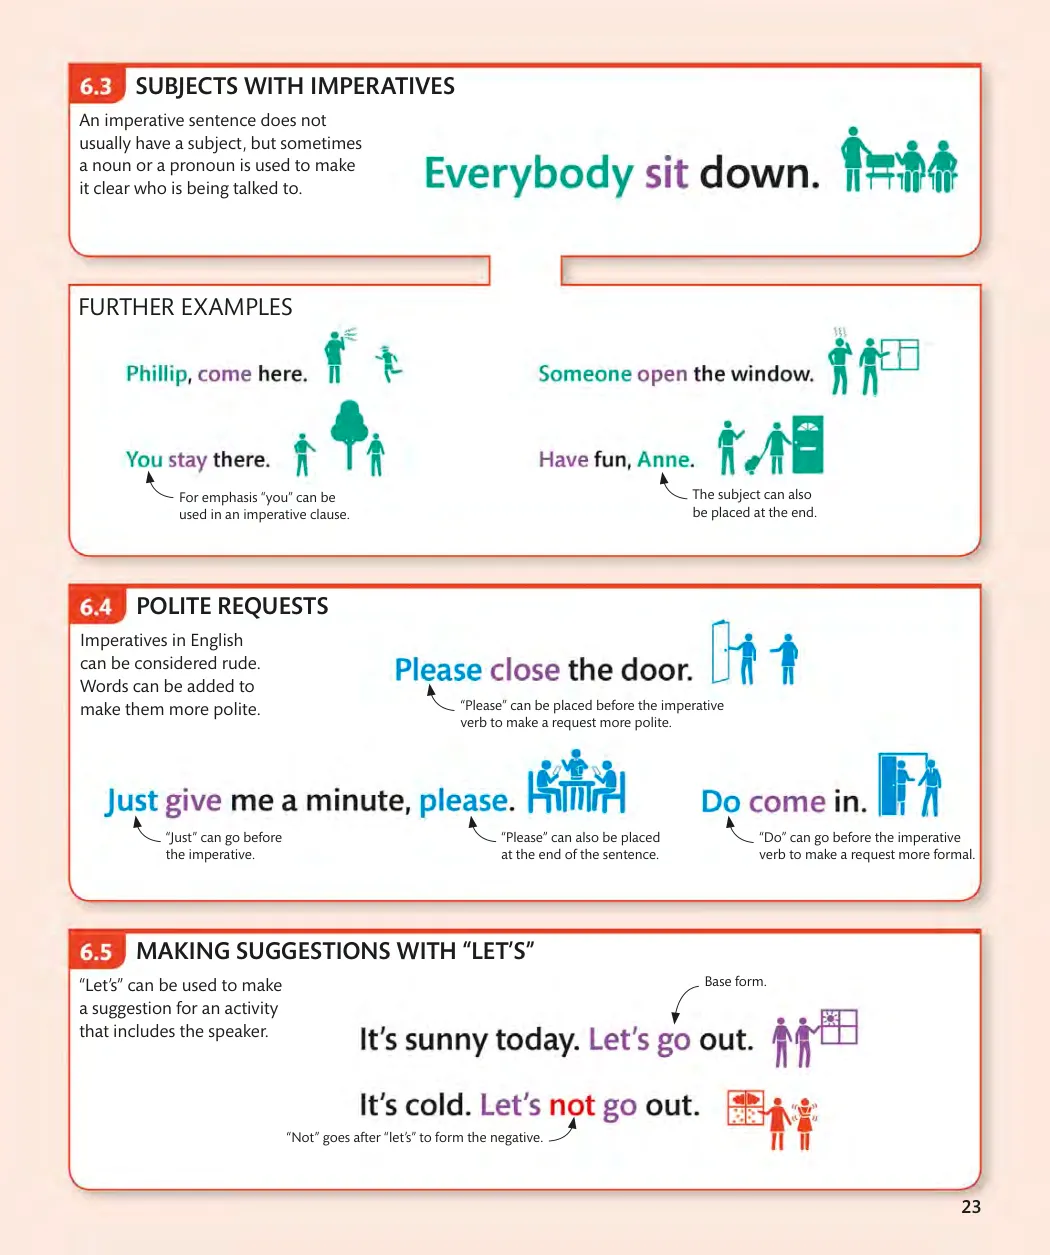 6.3 SUBJECTS WITH IMPERATIVES
An imperative sentence does not
usually have a subject, but sometimes
a noun or a pronoun is used to make
it clear who is being talked to.
Everybody sit down.
FURTHER EXAMPLES
Phillip, come here.
Someone open the window.
You stay there.
For emphasis “you” can be
used in an imperative clause.
Have fun, Anne.
The subject can also
be placed at the end.
6.4 POLITE REQUESTS
Imperatives in English
can be considered rude.
Words can be added to
make them more polite.
Please close the door.
“Please” can be placed before the imperative
verb to make a request more polite.
Just give me a minute, please.
“Just” can go before
the imperative.
“Please” can also be placed
at the end of the sentence.
Do come in.
“Do” can go before the imperative
verb to make a request more formal.
6.5 MAKING SUGGESTIONS WITH “LET’S”
“Let’s” can be used to make
a suggestion for an activity
that includes the speaker.
Base form.
It’s sunny today. Let’s go out.
It’s cold. Let’s not go out.
“Not” goes after “let’s” to form the negative.
23